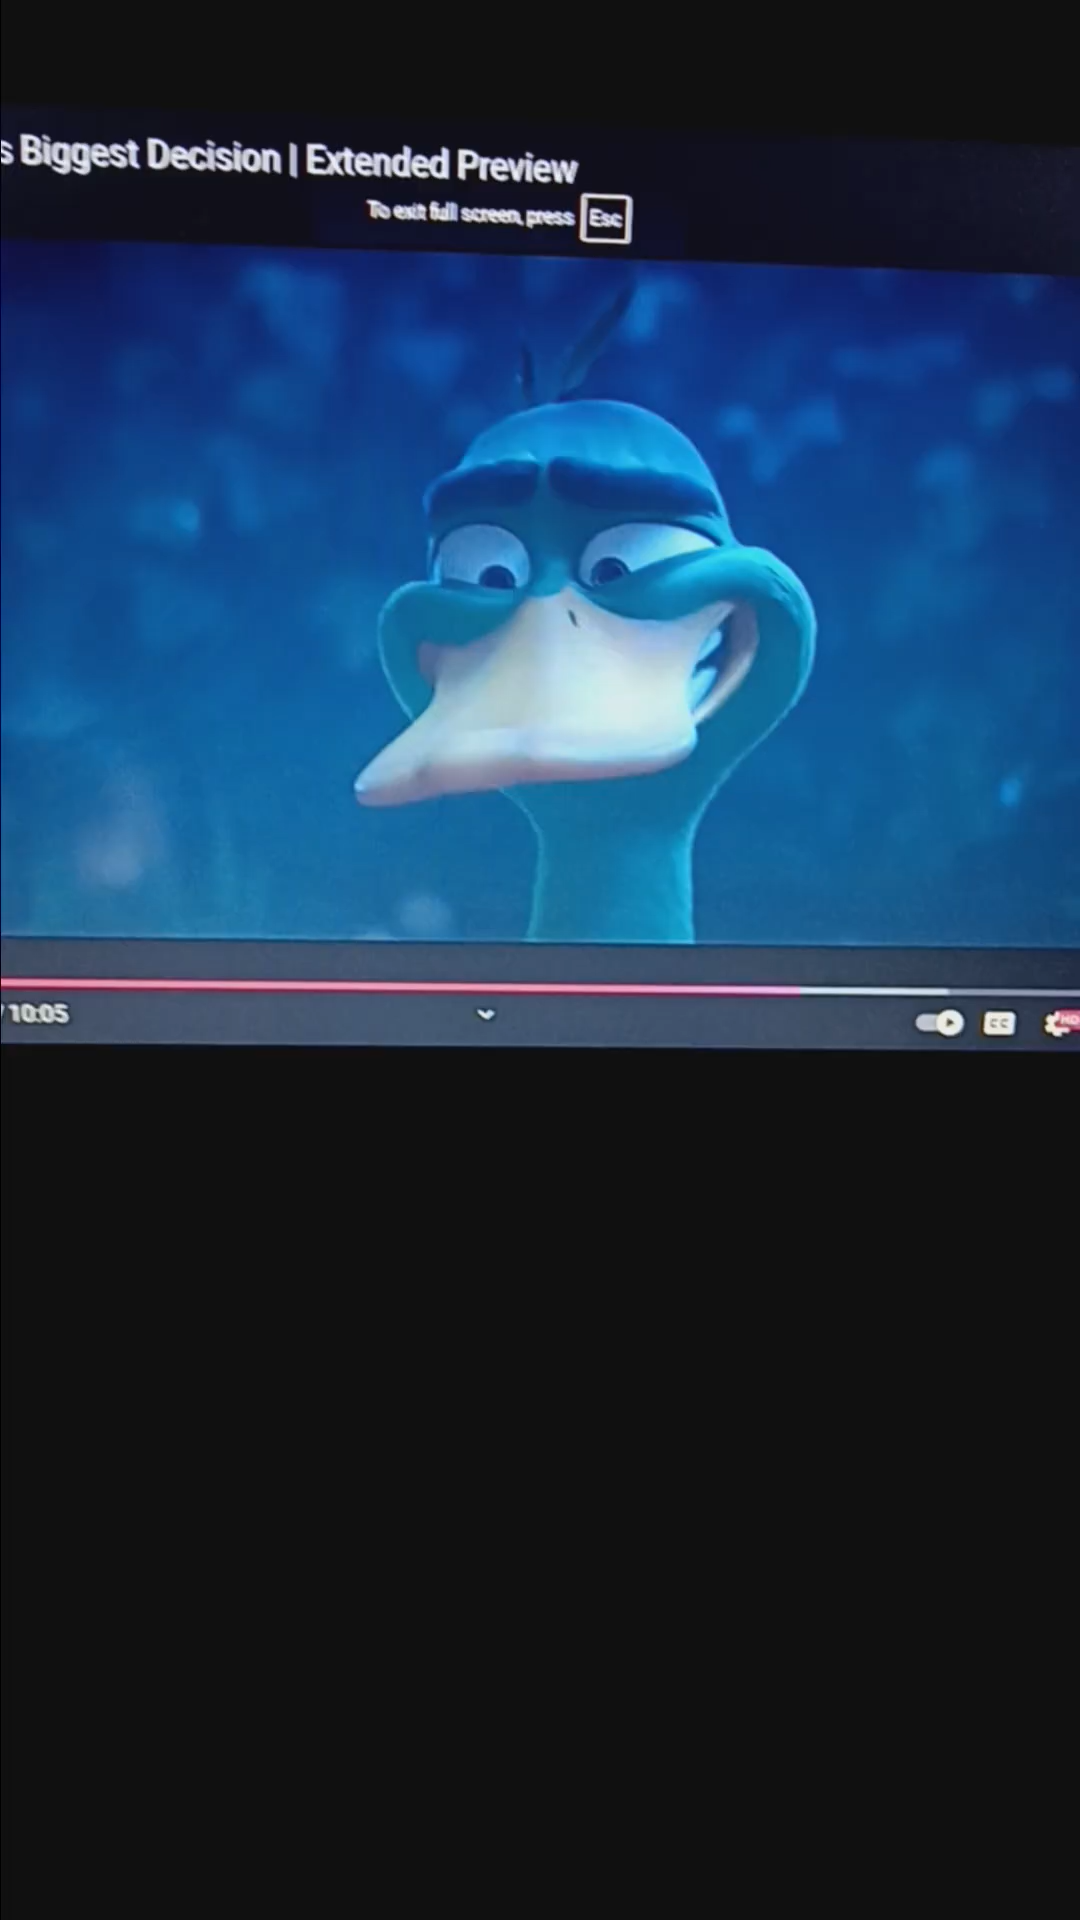 s Biggest Decision | Extended Preview
To exit full screen, press Esc
/ 10:05
CC
HD